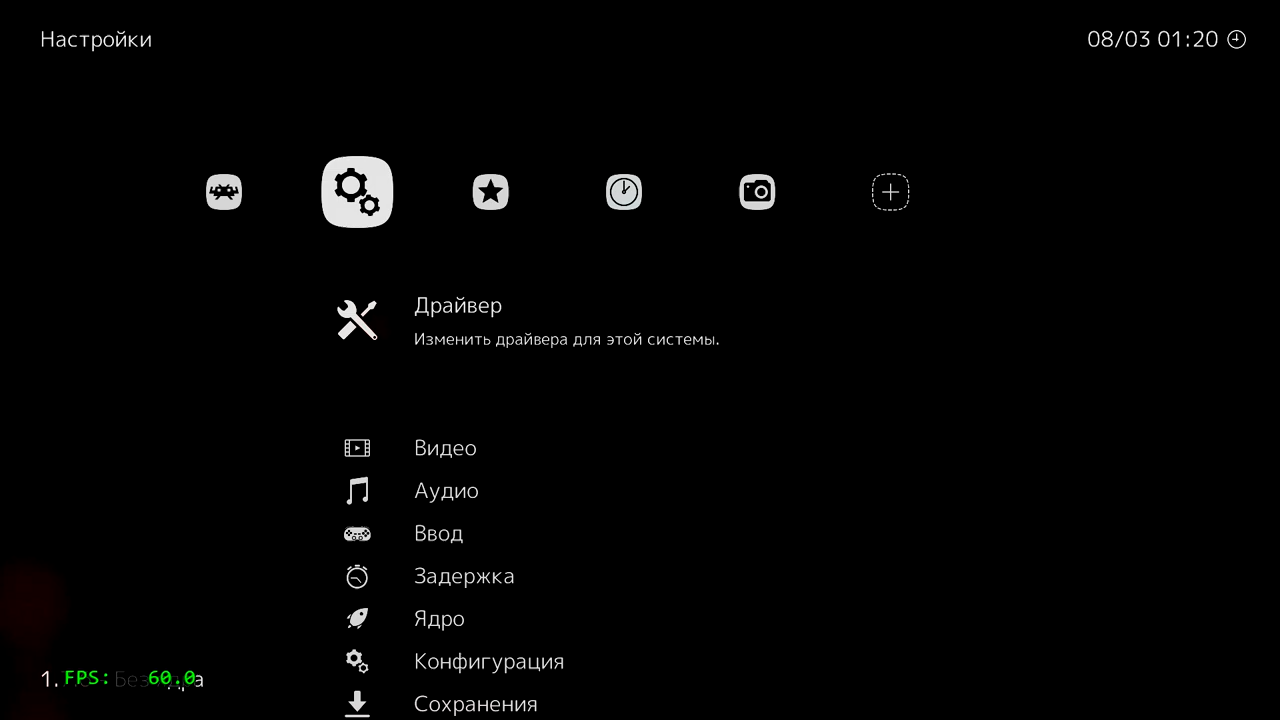 Настройки
08/03 01:20
Драйвер
Изменить драйвера для этой системы.
Видео
Аудио
Ввод
Задержка
Ядро
Конфигурация
FPS: 60.0
Сохранения